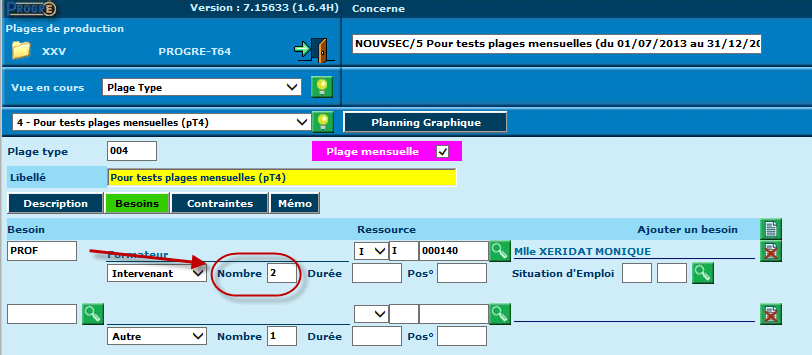 PROGRE
Version : 7.15633 (1.6.4H)
Concerne
Plages de production
XXV PROGRE-T64
NOUVSEC/5 Pour tests plages mensuelles (du 01/07/2013 au 31/12/20
Vue en cours Plage Type
4 - Pour tests plages mensuelles (pT4) Planning Graphique
Plage type 004 Plage mensuelle
Libellé Pour tests plages mensuelles (pT4)
Description Besoins Contraintes Mémo
Besoin Ressource Ajouter un besoin
PROF Formateur I I 000140 Mlle XERIDAT MONIQUE
Intervenant Nombre 2 Durée Pos° Situation d'Emploi
Autre Nombre 1 Durée Pos°